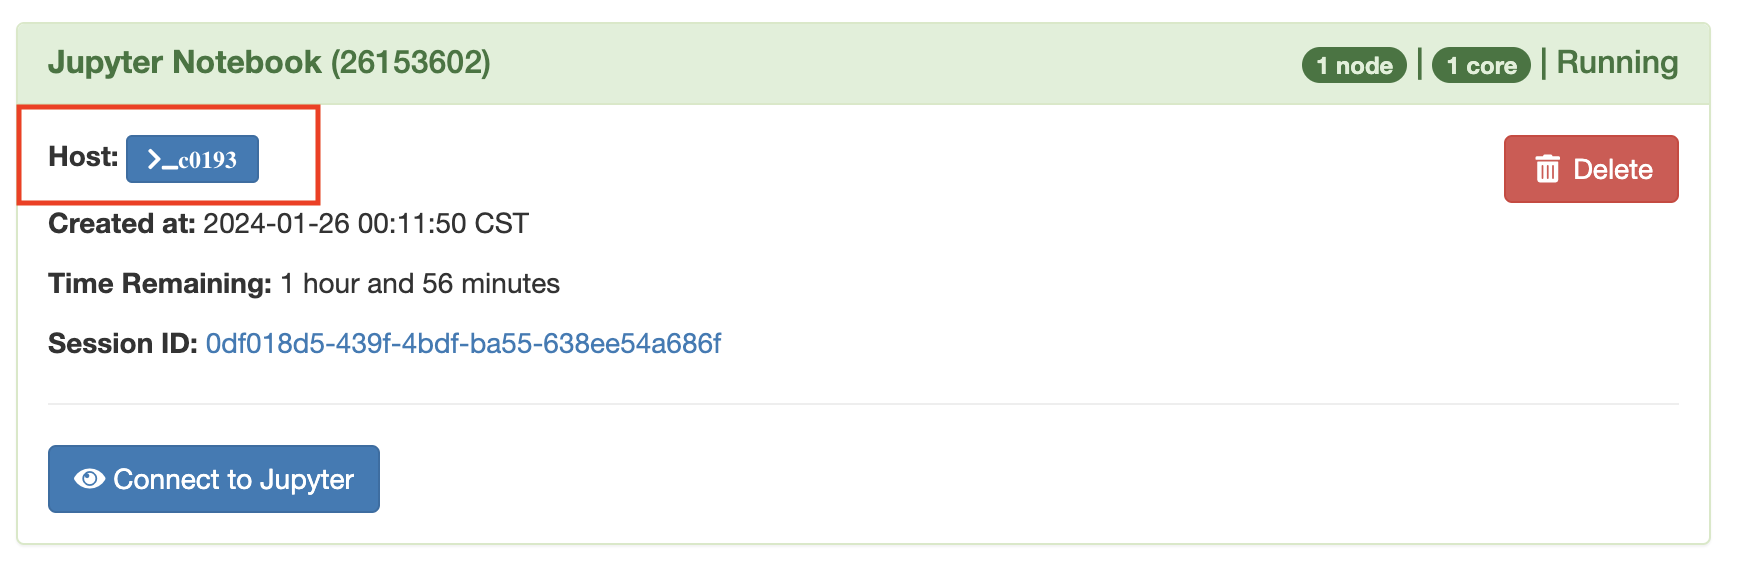 Jupyter Notebook (26153602)
1 node | 1 core | Running
Host: >_c0193
Delete
Created at: 2024-01-26 00:11:50 CST
Time Remaining: 1 hour and 56 minutes
Session ID: 0df018d5-439f-4bdf-ba55-638ee54a686f
Connect to Jupyter